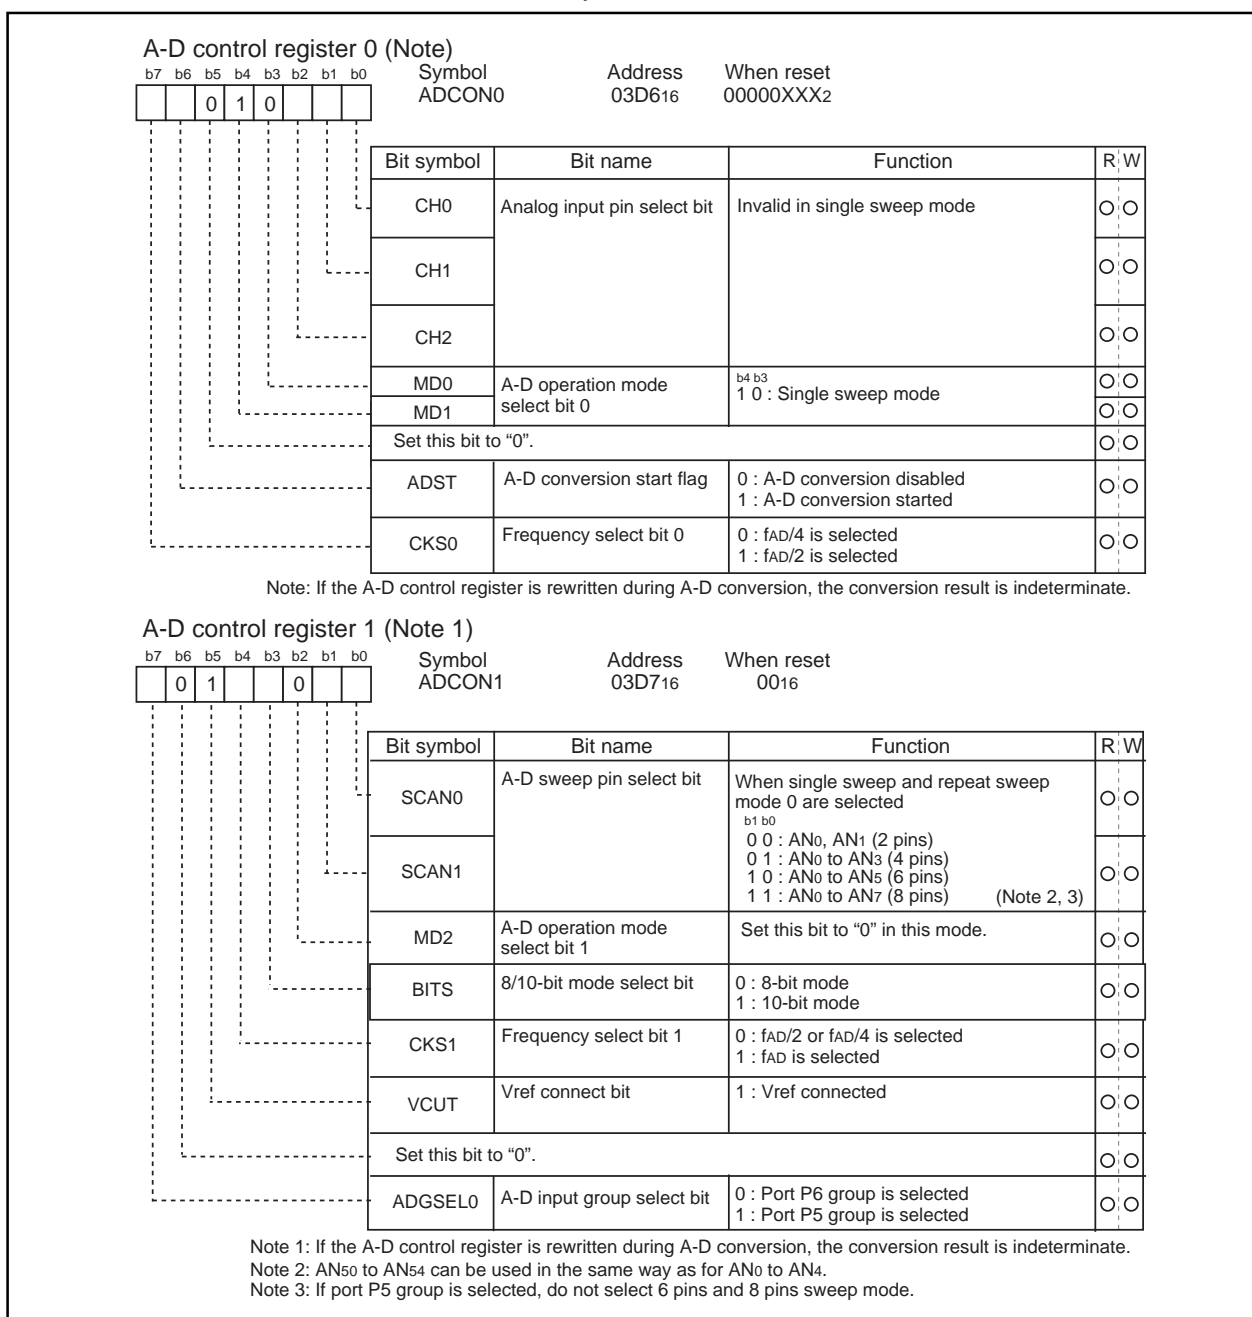 A-D control register 0 (Note)
b7 b6 b5 b4 b3 b2 b1 b0
Symbol Address When reset
ADCON0 03D616 00000XXX2
0 1 0
Bit symbol Bit name Function R W
CH0 Analog input pin select bit Invalid in single sweep mode
CH1
CH2
MD0 A-D operation mode b4 b3
select bit 0 1 0 : Single sweep mode
MD1
Set this bit to “0”.
ADST A-D conversion start flag 0 : A-D conversion disabled
1 : A-D conversion started
CKS0 Frequency select bit 0 0 : fAD/4 is selected
1 : fAD/2 is selected
Note: If the A-D control register is rewritten during A-D conversion, the conversion result is indeterminate.
A-D control register 1 (Note 1)
b7 b6 b5 b4 b3 b2 b1 b0
Symbol Address When reset
ADCON1 03D716 0016
0 1 0
Bit symbol Bit name Function R W
SCAN0 A-D sweep pin select bit When single sweep and repeat sweep
mode 0 are selected
b1 b0
0 0 : AN0, AN1 (2 pins)
0 1 : AN0 to AN3 (4 pins)
SCAN1 1 0 : AN0 to AN5 (6 pins)
1 1 : AN0 to AN7 (8 pins) (Note 2, 3)
MD2 A-D operation mode Set this bit to “0” in this mode.
select bit 1
BITS 8/10-bit mode select bit 0 : 8-bit mode
1 : 10-bit mode
CKS1 Frequency select bit 1 0 : fAD/2 or fAD/4 is selected
1 : fAD is selected
VCUT Vref connect bit 1 : Vref connected
Set this bit to “0”.
ADGSEL0 A-D input group select bit 0 : Port P6 group is selected
1 : Port P5 group is selected
Note 1: If the A-D control register is rewritten during A-D conversion, the conversion result is indeterminate.
Note 2: AN50 to AN54 can be used in the same way as for AN0 to AN4.
Note 3: If port P5 group is selected, do not select 6 pins and 8 pins sweep mode.